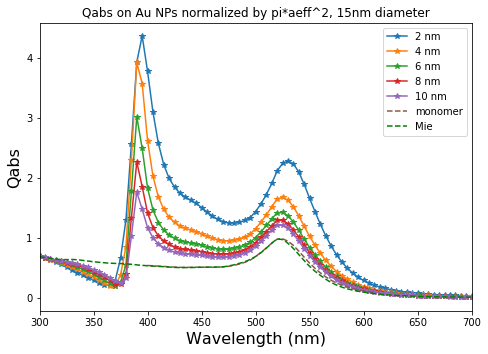 Qabs on Au NPs normalized by pi*aeff^2, 15nm diameter
Qabs
4
3
2
1
0
2 nm
4 nm
6 nm
8 nm
10 nm
monomer
Mie
300 350 400 450 500 550 600 650 700
Wavelength (nm)